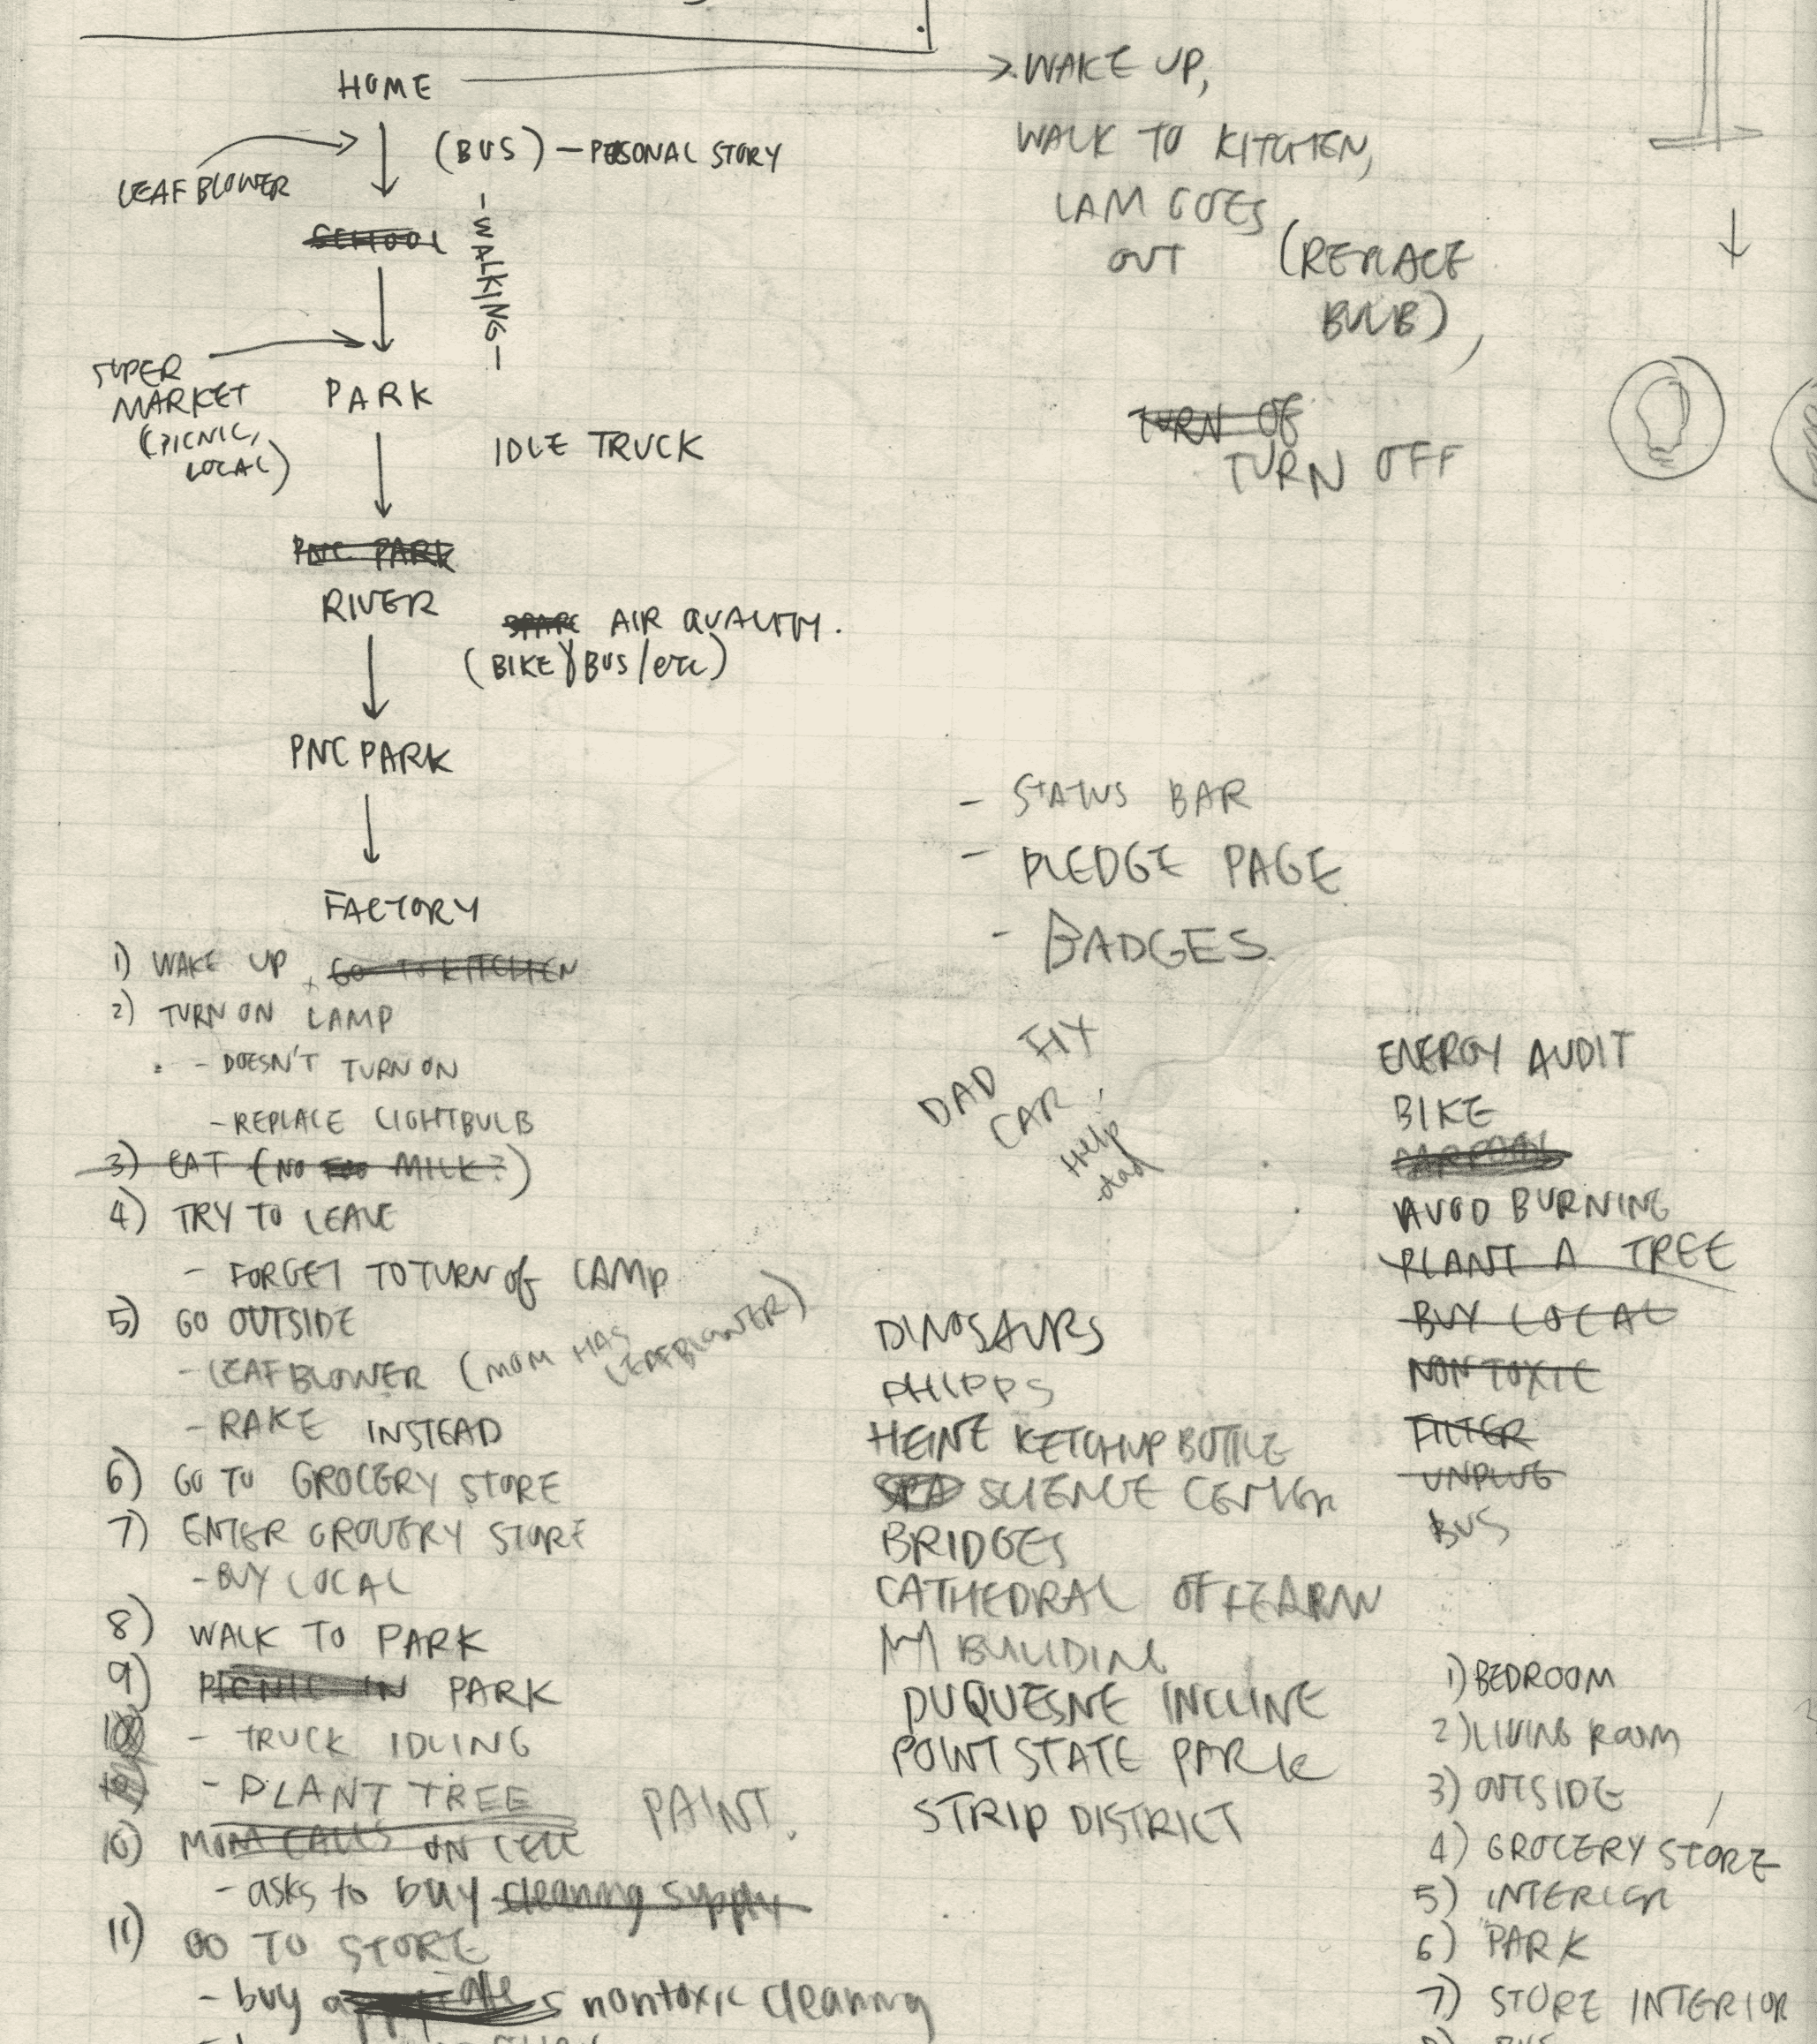 HOME
WAKE UP,
(BUS) - PERSONAL STORY
WALK TO KITCHEN,
LEAF BLOWER
LAM GOES
OUT
(REPLACE
BULB),
SCHOOL
-WALKING-
SUPER
MARKET
(PICNIC,
LOCAL)
PARK
TURN OF
TURN OFF
IDLE TRUCK
PNC PARK
RIVER
AIR QUALITY.
(BIKE/BUS/etc)
PNC PARK
FACTORY
- STATUS BAR
- PLEDGE PAGE
- BADGES
1) WAKE UP, GO TO KITCHEN
2) TURN ON LAMP
- DOESN'T TURN ON
- REPLACE LIGHTBULB
3) EAT (NO MILK?)
4) TRY TO LEAVE
- FORGET TO TURN OF LAMP
5) GO OUTSIDE
- LEAFBLOWER (MOM HAS
LEAFBLOWER)
- RAKE INSTEAD
6) GO TO GROCERY STORE
7) ENTER GROCERY STORE
- BUY LOCAL
8) WALK TO PARK
9) PICNIC IN PARK
- TRUCK IDLING
- PLANT TREE
10) MOM CALLS ON CELL
- asks to buy cleaning supply
11) GO TO STORE
- buy nontoxic cleaning
PAINT.
DAD FIX
CAR
Help
dad
DINOSAURS
PHIPPS
HEINZ KETCHUP BOTTLE
SCIENCE CENTER
BRIDGES
CATHEDRAL OF LEARN
BUILDING
DUQUESNE INCLINE
POINT STATE PARK
STRIP DISTRICT
ENERGY AUDIT
BIKE
CARPOOL
AVOID BURNING
PLANT A TREE
BUY LOCAL
NON TOXIC
FILTER
UNPLUG
BUS
1) BEDROOM
2) LIVING ROOM
3) OUTSIDE
4) GROCERY STORE
5) INTERIOR
6) PARK
7) STORE INTERIOR